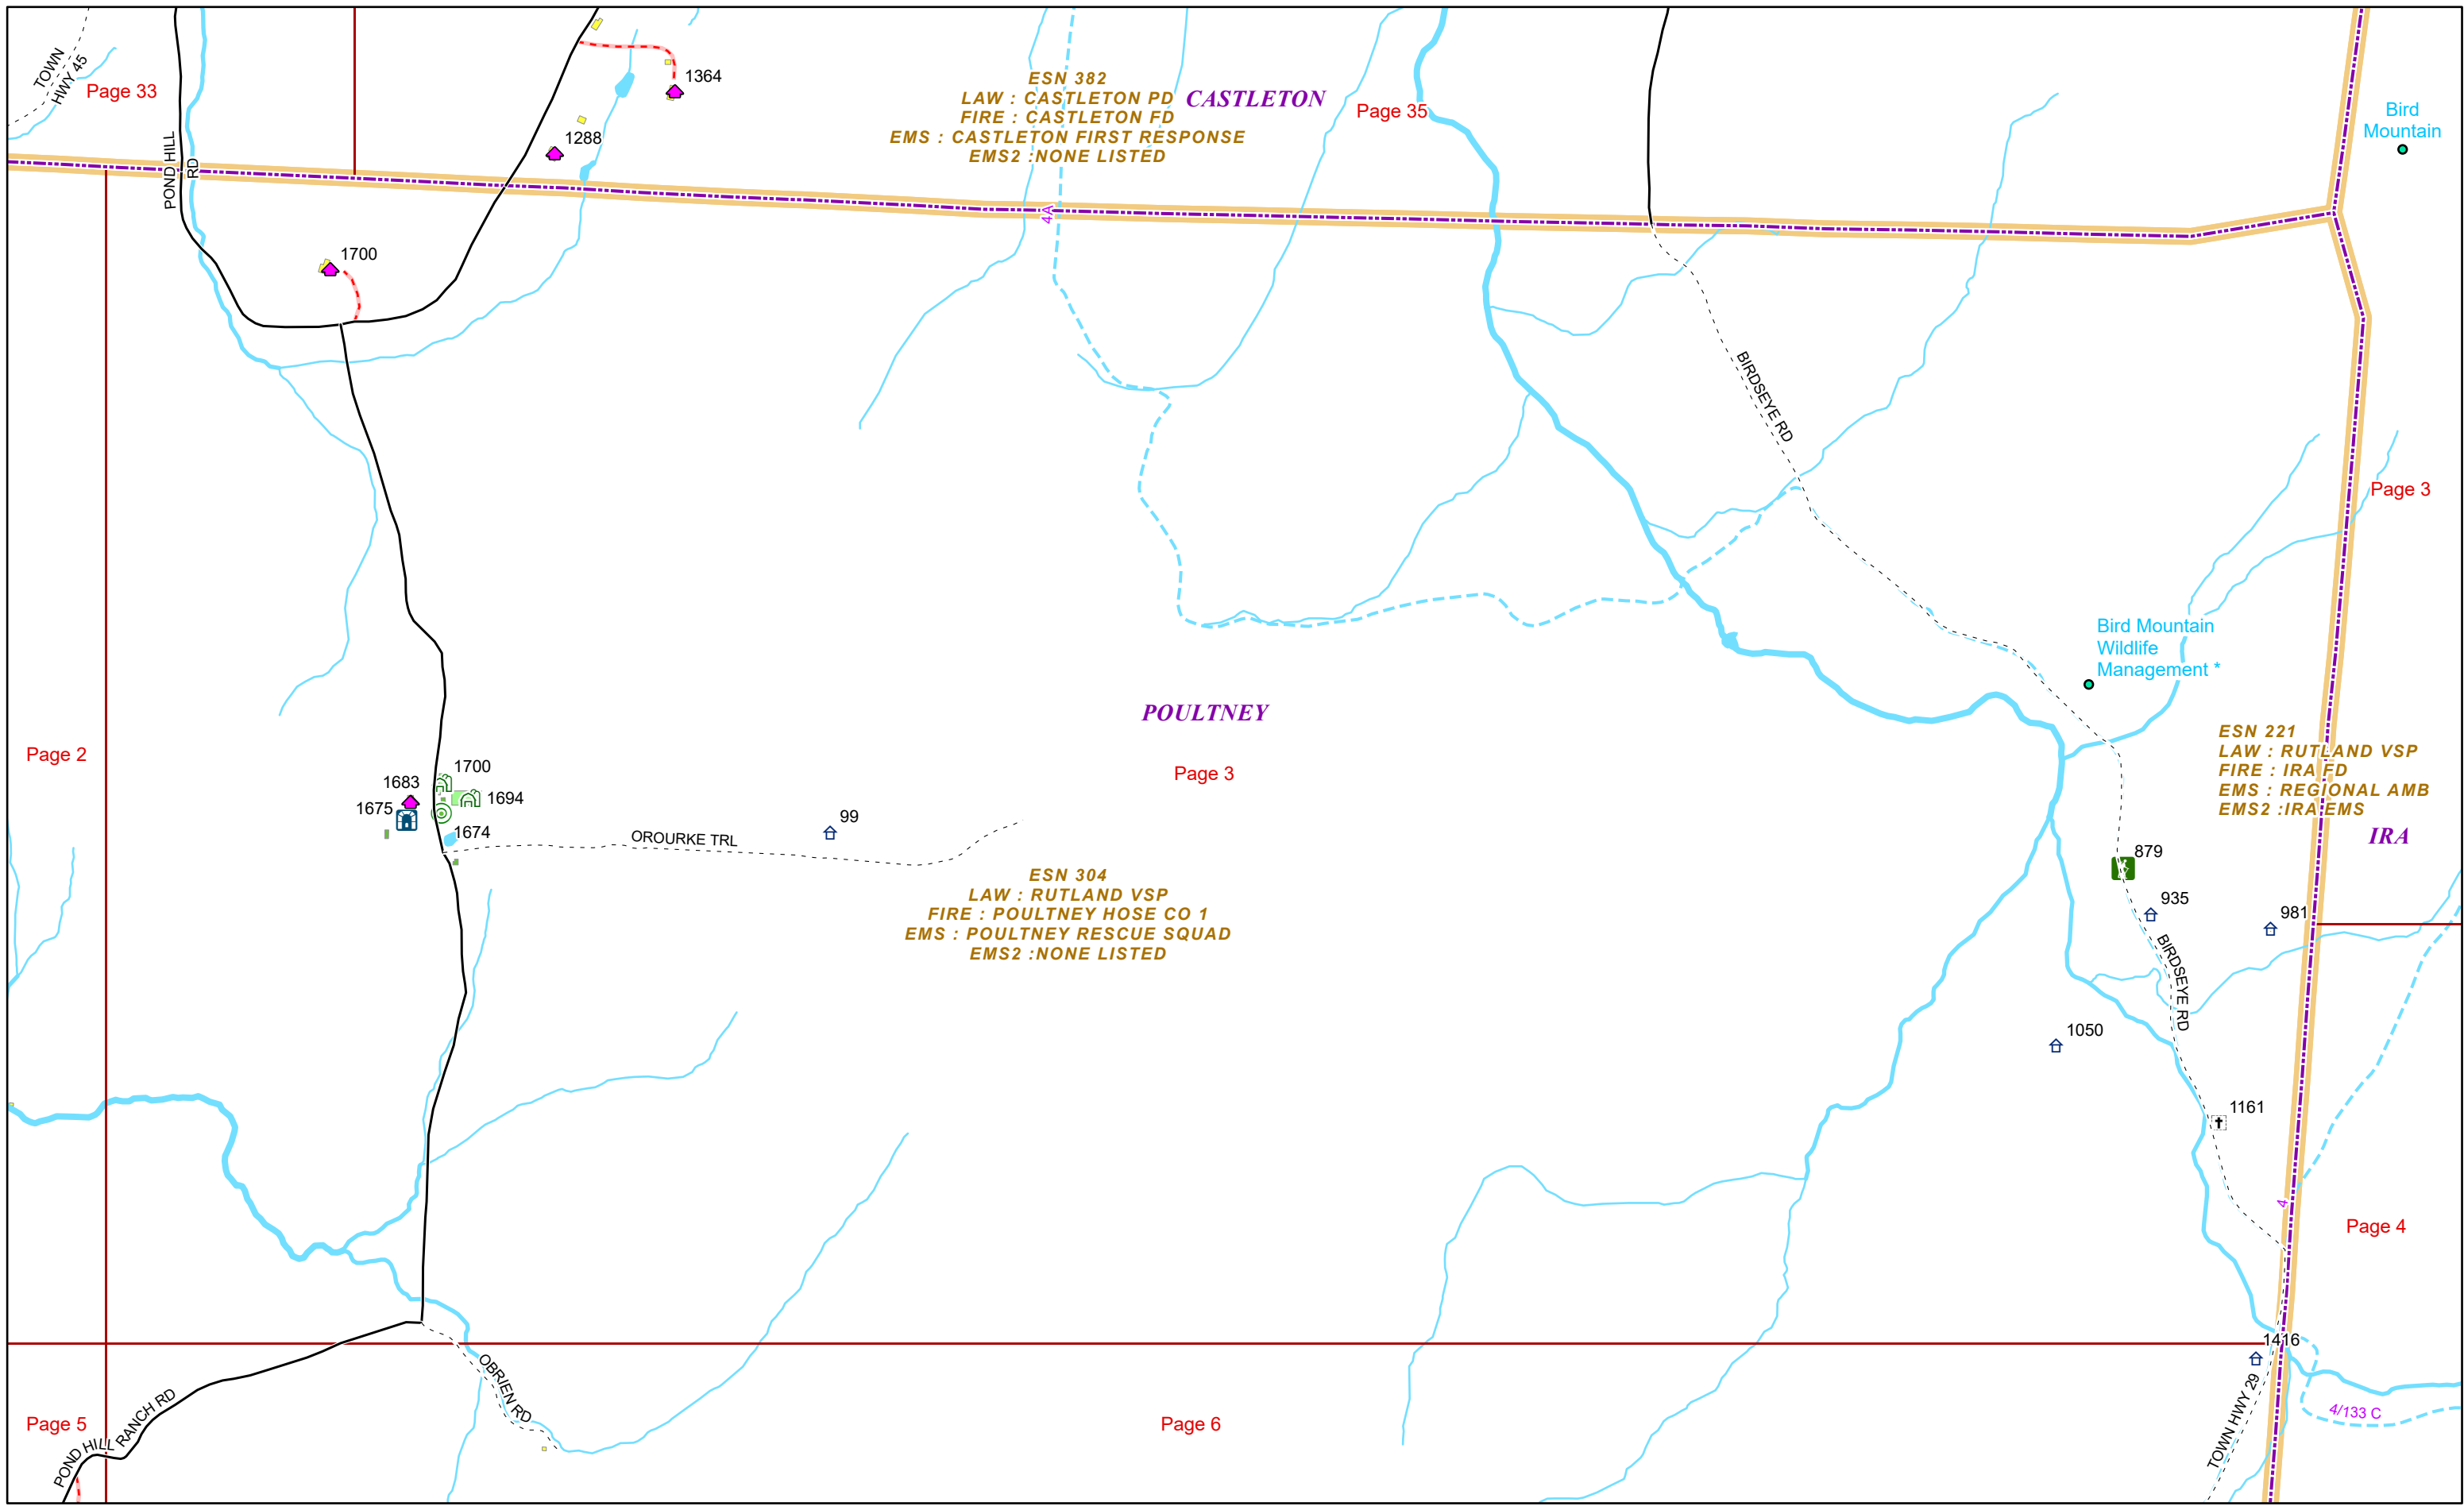 TOWN
HWY 45
Page 33
POND HILL
RD
1364
1288
ESN 382
LAW : CASTLETON PD
FIRE : CASTLETON FD
EMS : CASTLETON FIRST RESPONSE
EMS2 :NONE LISTED
CASTLETON
Page 35
Bird
Mountain
4A
1700
BIRDSEYE RD
Page 3
Bird Mountain
Wildlife
Management *
POULTNEY
Page 3
Page 2
ESN 221
LAW : RUTLAND VSP
FIRE : IRA FD
EMS : REGIONAL AMB
EMS2 :IRA EMS
IRA
1700
1683
1694
1675
1674
OROURKE TRL
99
ESN 304
LAW : RUTLAND VSP
FIRE : POULTNEY HOSE CO 1
EMS : POULTNEY RESCUE SQUAD
EMS2 :NONE LISTED
879
935
981
BIRDSEYE RD
1050
1161
4
Page 4
1416
OBRIEN RD
POND HILL RANCH RD
Page 5
Page 6
TOWN HWY 29
4/133 C